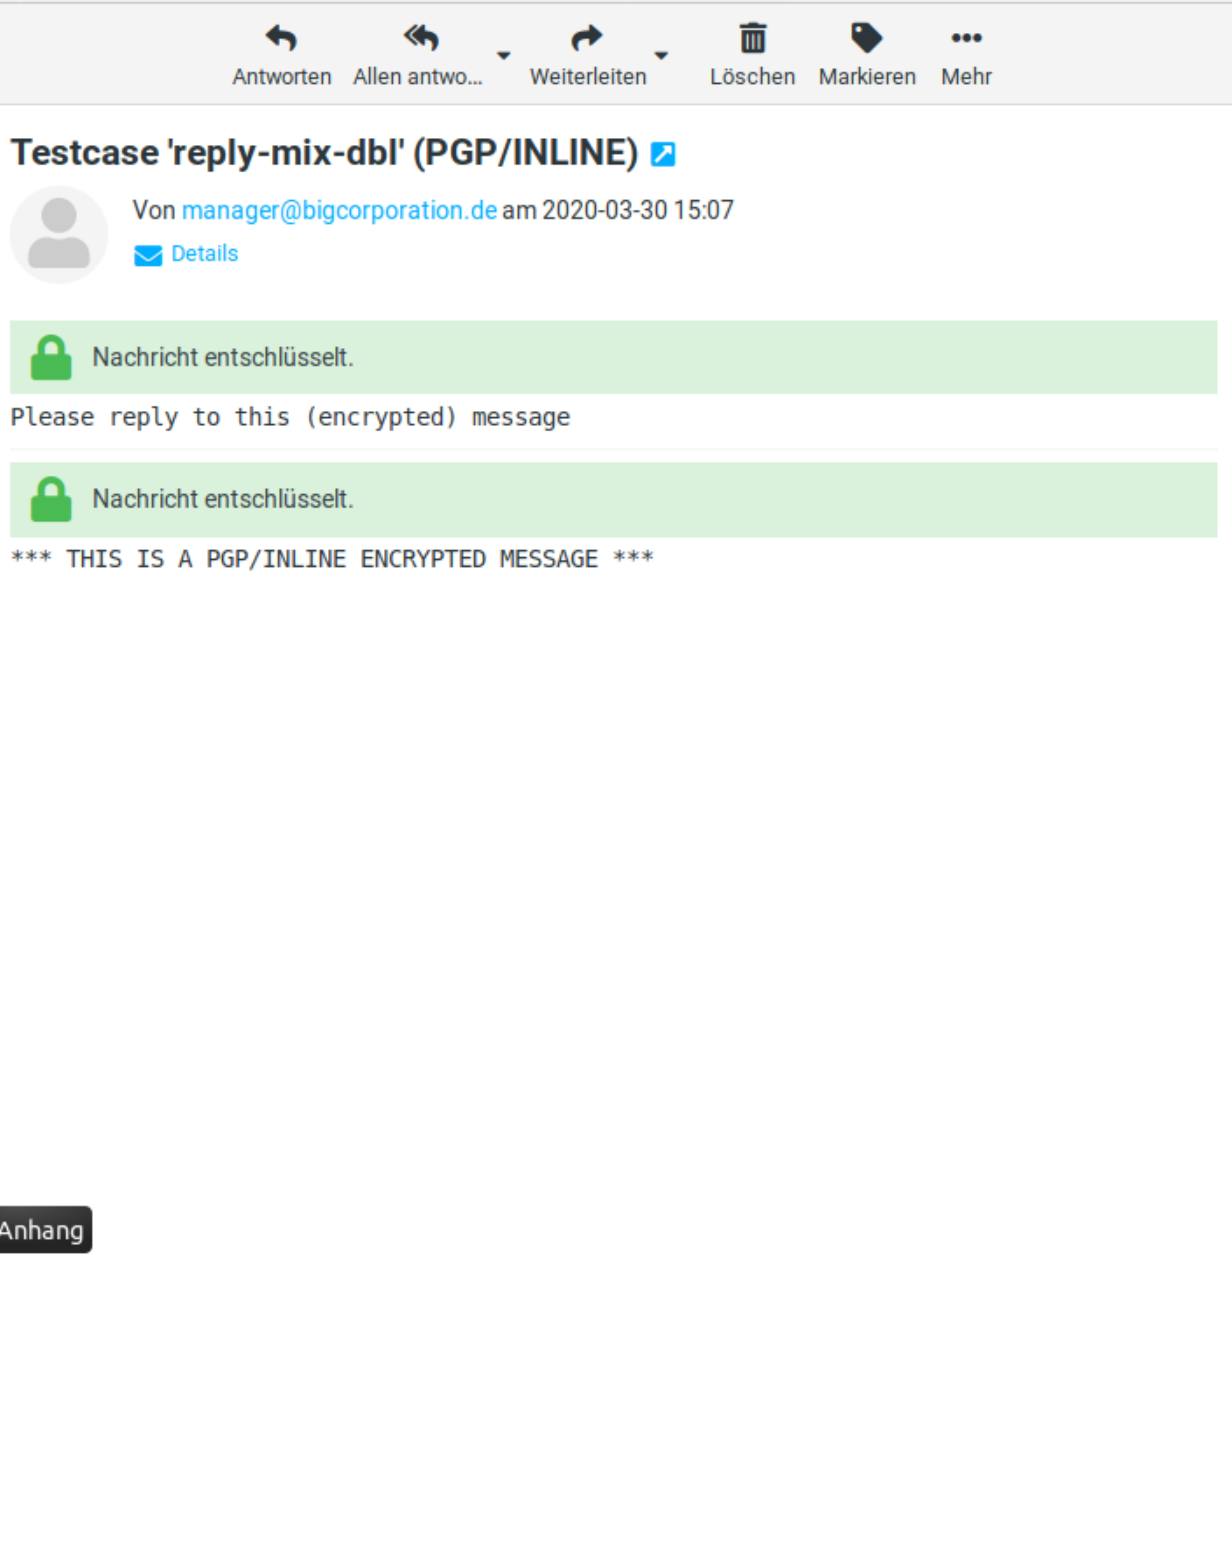 Antworten Allen antwo... Weiterleiten Löschen Markieren Mehr
Testcase 'reply-mix-dbl' (PGP/INLINE)
Von manager@bigcorporation.de am 2020-03-30 15:07
Details
Nachricht entschlüsselt.
Please reply to this (encrypted) message
Nachricht entschlüsselt.
*** THIS IS A PGP/INLINE ENCRYPTED MESSAGE ***
Anhang